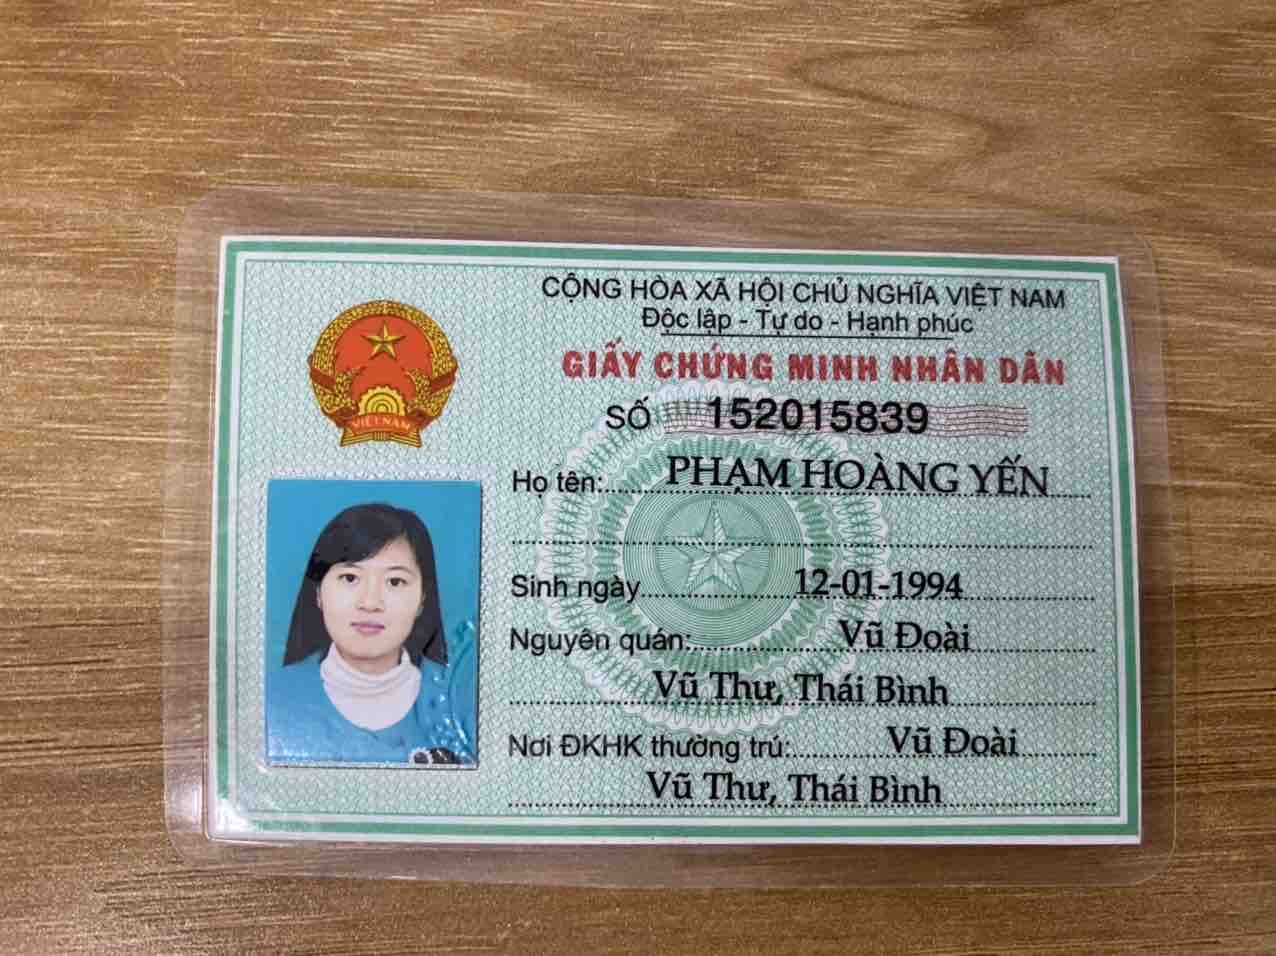 CỘNG HÒA XÃ HỘI CHỦ NGHĨA VIỆT NAM
Độc lập - Tự do - Hạnh phúc
GIẤY CHỨNG MINH NHÂN DÂN
SỐ 152015839
VIỆT NAM
Họ tên: PHẠM HOÀNG YẾN
Sinh ngày 12-01-1994
Nguyên quán: Vũ Đoài
Vũ Thư, Thái Bình
Nơi ĐKHK thường trú: Vũ Đoài
Vũ Thư, Thái Bình